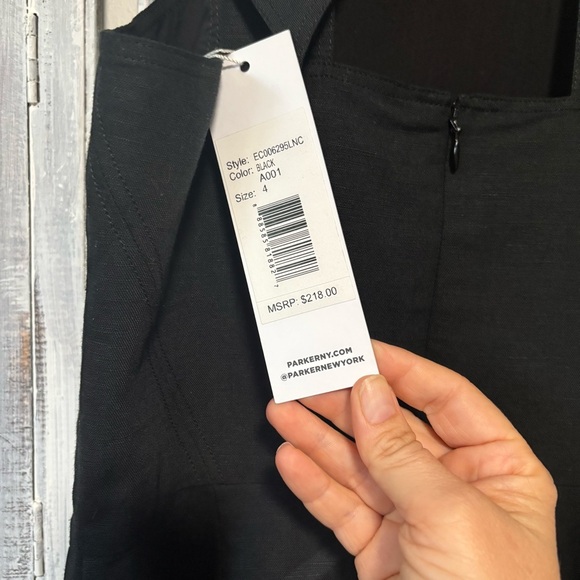 Style: EC006295LNC
Color: BLACK
A001
Size: 4
MSRP: $218.00
PARKERNY.COM
@PARKERNEWYORK